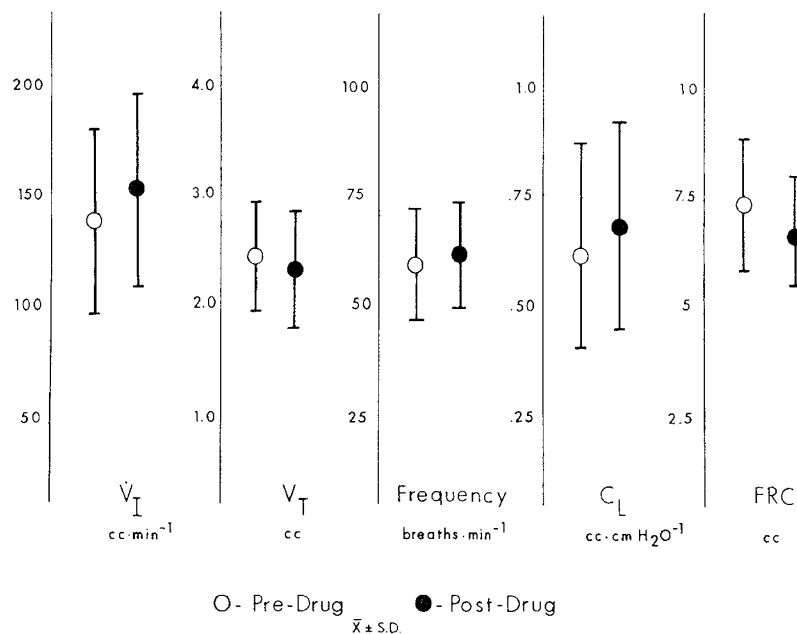 200 4.0 100 1.0 10
150 3.0 75 .75 7.5
100 2.0 50 .50 5
50 1.0 25 .25 2.5
V̇I VT Frequency CL FRC
cc·min⁻¹ cc breaths·min⁻¹ cc·cm H₂O⁻¹ cc
O - Pre-Drug ● - Post-Drug
X̄ ± S.D.